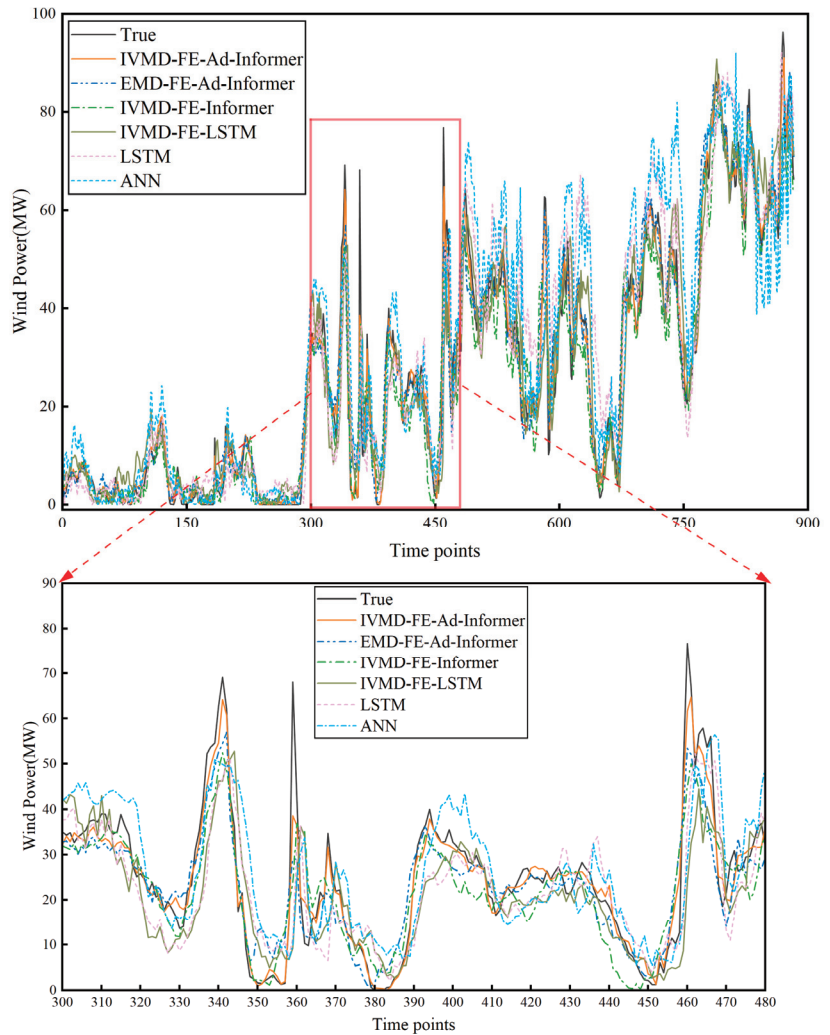 True
IVMD-FE-Ad-Informer
EMD-FE-Ad-Informer
IVMD-FE-Informer
IVMD-FE-LSTM
LSTM
ANN
100
80
60
40
20
0
Wind Power(MW)
0 150 300 450 600 750 900
Time points
True
IVMD-FE-Ad-Informer
EMD-FE-Ad-Informer
IVMD-FE-Informer
IVMD-FE-LSTM
LSTM
ANN
90
80
70
60
50
40
30
20
10
0
Wind Power(MW)
300 310 320 330 340 350 360 370 380 390 400 410 420 430 440 450 460 470 480
Time points